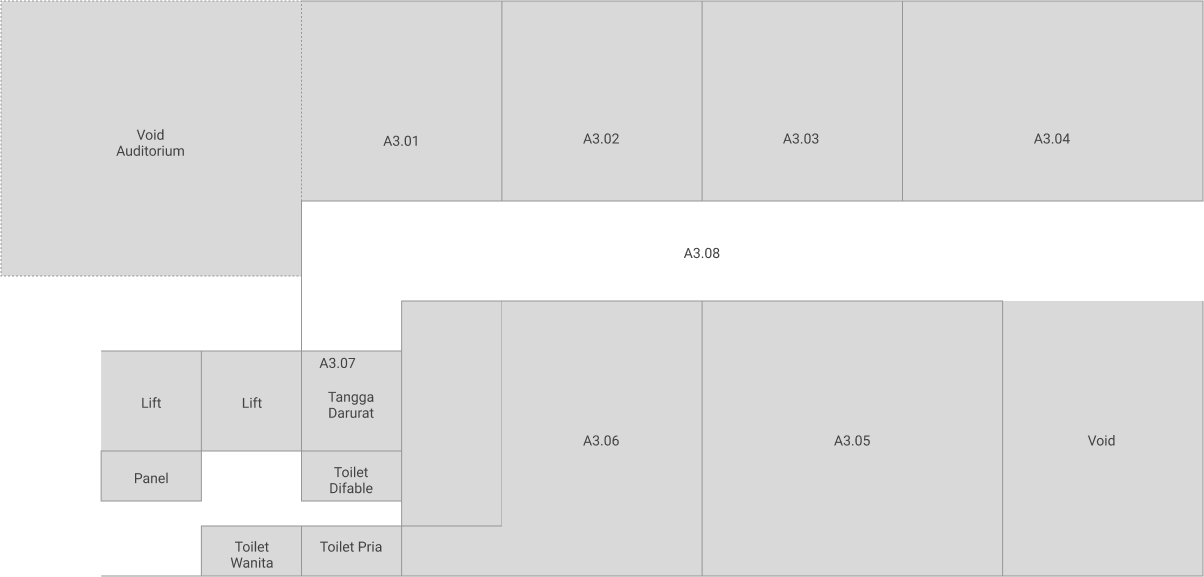 Void
Auditorium
A3.01
A3.02
A3.03
A3.04
A3.08
A3.07
Lift
Lift
Tangga
Darurat
A3.06
A3.05
Void
Panel
Toilet
Difable
Toilet
Wanita
Toilet Pria